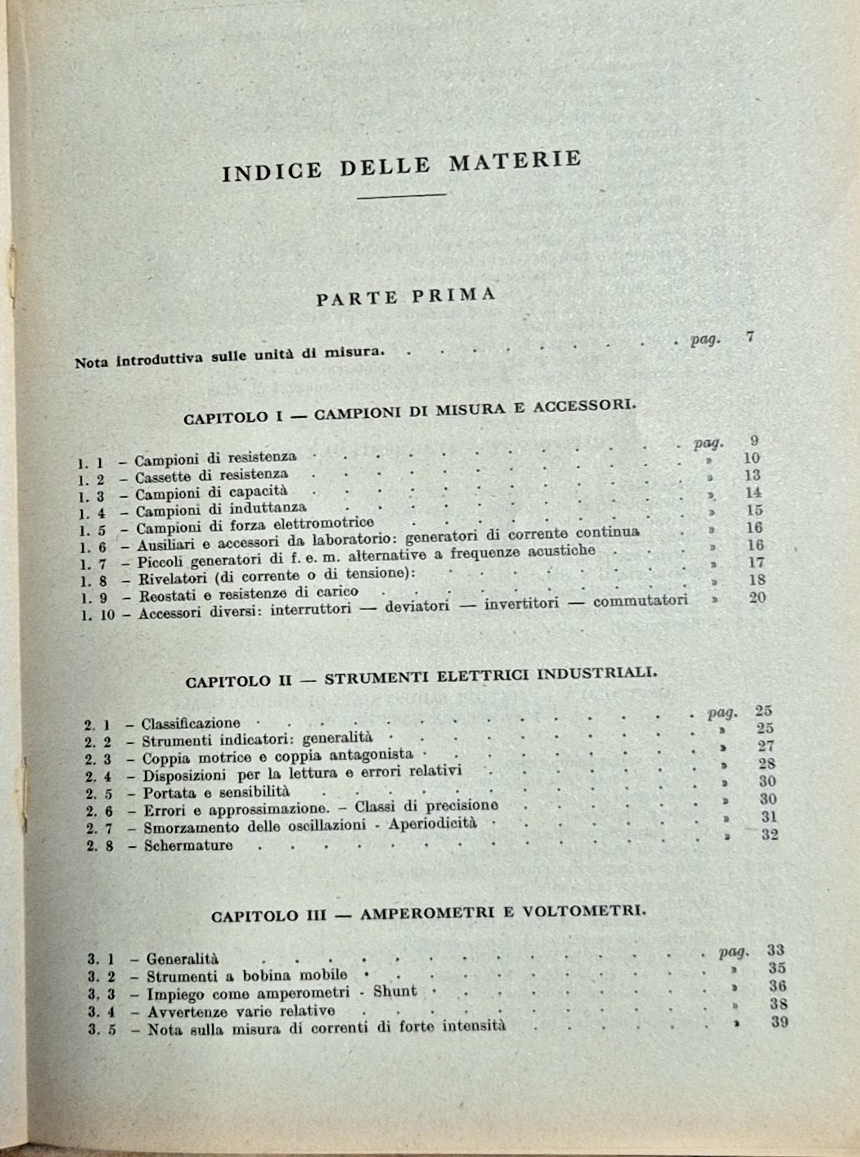 INDICE DELLE MATERIE
PARTE PRIMA
Nota introduttiva sulle unità di misura. . . . . . . . . . pag. 7
CAPITOLO I — CAMPIONI DI MISURA E ACCESSORI.
1. 1 – Campioni di resistenza . . . . . . . . . . . . pag. 9
1. 2 – Cassette di resistenza . . . . . . . . . . . . » 10
1. 3 – Campioni di capacità . . . . . . . . . . . . » 13
1. 4 – Campioni di induttanza . . . . . . . . . . . » 14
1. 5 – Campioni di forza elettromotrice . . . . . . . . . » 15
1. 6 – Ausiliari e accessori da laboratorio: generatori di corrente continua . » 16
1. 7 – Piccoli generatori di f. e. m. alternative a frequenze acustiche . . . » 16
1. 8 – Rivelatori (di corrente o di tensione): . . . . . . . . » 17
1. 9 – Reostati e resistenze di carico . . . . . . . . . . » 18
1. 10 – Accessori diversi: interruttori — deviatori — invertitori — commutatori » 20
CAPITOLO II — STRUMENTI ELETTRICI INDUSTRIALI.
2. 1 – Classificazione . . . . . . . . . . . . . . pag. 25
2. 2 – Strumenti indicatori: generalità . . . . . . . . . . » 25
2. 3 – Coppia motrice e coppia antagonista . . . . . . . . . » 27
2. 4 – Disposizioni per la lettura e errori relativi . . . . . . . » 28
2. 5 – Portata e sensibilità . . . . . . . . . . . . » 30
2. 6 – Errori e approssimazione. – Classi di precisione . . . . . . » 30
2. 7 – Smorzamento delle oscillazioni - Aperiodicità . . . . . . . » 31
2. 8 – Schermature . . . . . . . . . . . . . . » 32
CAPITOLO III — AMPEROMETRI E VOLTOMETRI.
3. 1 – Generalità . . . . . . . . . . . . . . pag. 33
3. 2 – Strumenti a bobina mobile . . . . . . . . . . . » 35
3. 3 – Impiego come amperometri - Shunt . . . . . . . . . » 36
3. 4 – Avvertenze varie relative . . . . . . . . . . . » 38
3. 5 – Nota sulla misura di correnti di forte intensità . . . . . . » 39